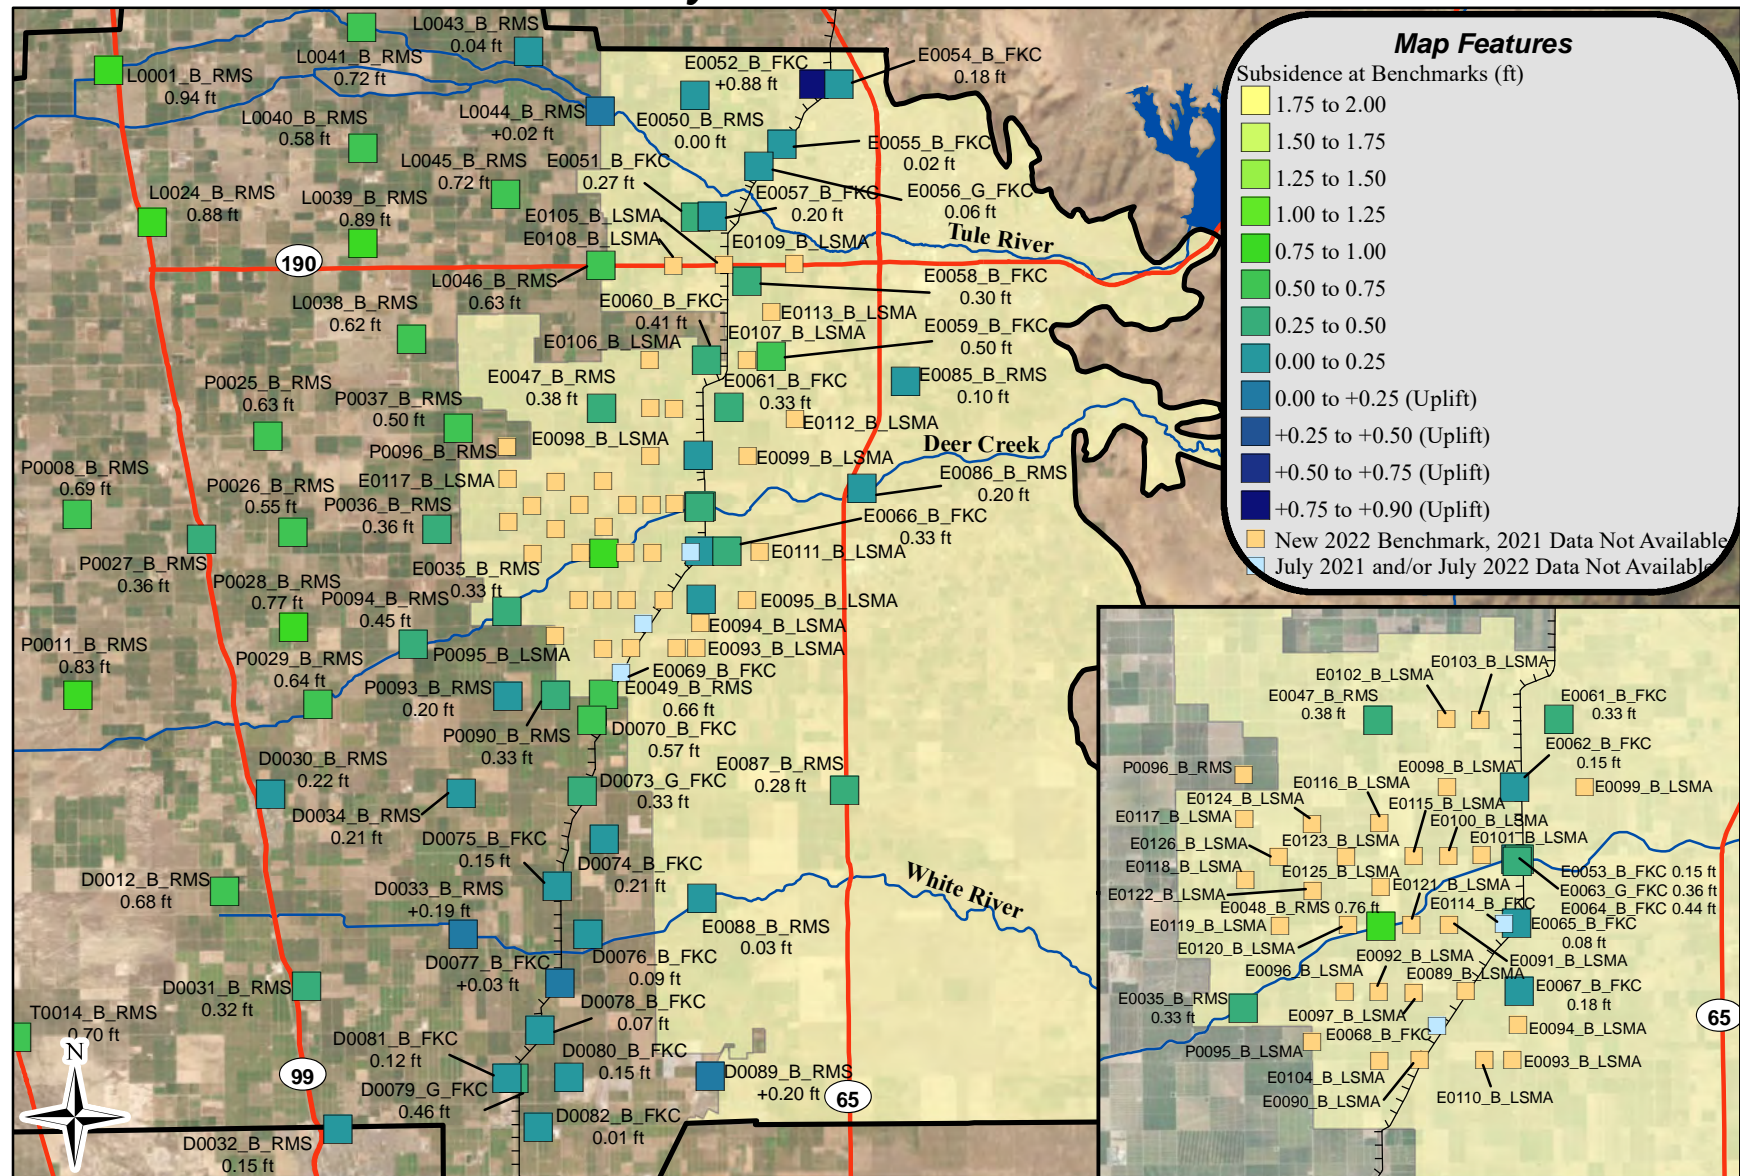 L0043_B_RMS
0.04 ft
L0041_B_RMS
0.72 ft
L0001_B_RMS
0.94 ft
E0052_B_FKC
+0.88 ft
E0054_B_FKC
0.18 ft
L0044_B_RMS
+0.02 ft
L0040_B_RMS
0.58 ft
E0050_B_RMS
0.00 ft
E0055_B_FKC
0.02 ft
L0045_B_RMS
0.72 ft
E0051_B_FKC
0.27 ft
E0057_B_FKC
0.20 ft
E0056_G_FKC
0.06 ft
L0024_B_RMS
0.88 ft
L0039_B_RMS
0.89 ft
E0105_B_LSMA
E0108_B_LSMA
E0109_B_LSMA
Tule River
190
L0046_B_RMS
0.63 ft
E0058_B_FKC
0.30 ft
L0038_B_RMS
0.62 ft
E0060_B_FKC
0.41 ft
E0113_B_LSMA
E0107_B_LSMA
E0059_B_FKC
0.50 ft
E0106_B_LSMA
E0047_B_RMS
0.38 ft
E0061_B_FKC
0.33 ft
E0085_B_RMS
0.10 ft
P0025_B_RMS
0.63 ft
P0037_B_RMS
0.50 ft
E0112_B_LSMA
P0096_B_RMS
E0098_B_LSMA
Deer Creek
E0099_B_LSMA
P0008_B_RMS
0.69 ft
E0117_B_LSMA
E0086_B_RMS
0.20 ft
P0026_B_RMS
0.55 ft
P0036_B_RMS
0.36 ft
E0066_B_FKC
0.33 ft
P0027_B_RMS
0.36 ft
E0111_B_LSMA
E0035_B_RMS
0.33 ft
P0028_B_RMS
0.77 ft
P0094_B_RMS
0.45 ft
E0095_B_LSMA
E0094_B_LSMA
P0011_B_RMS
0.83 ft
E0093_B_LSMA
P0095_B_LSMA
P0029_B_RMS
0.64 ft
E0069_B_FKC
P0093_B_RMS
0.20 ft
E0049_B_RMS
0.66 ft
P0090_B_RMS
0.33 ft
D0070_B_FKC
0.57 ft
D0030_B_RMS
0.22 ft
E0087_B_RMS
0.28 ft
D0073_G_FKC
0.33 ft
D0034_B_RMS
0.21 ft
D0075_B_FKC
0.15 ft
D0074_B_FKC
0.21 ft
White River
D0012_B_RMS
0.68 ft
D0033_B_RMS
+0.19 ft
E0088_B_RMS
0.03 ft
D0077_B_FKC
+0.03 ft
D0076_B_FKC
0.09 ft
D0031_B_RMS
0.32 ft
D0078_B_FKC
0.07 ft
T0014_B_RMS
0.70 ft
D0081_B_FKC
0.12 ft
D0080_B_FKC
0.15 ft
D0079_G_FKC
0.46 ft
D0089_B_RMS
+0.20 ft
N
99
65
D0082_B_FKC
0.01 ft
D0032_B_RMS
0.15 ft
Map Features
Subsidence at Benchmarks (ft)
1.75 to 2.00
1.50 to 1.75
1.25 to 1.50
1.00 to 1.25
0.75 to 1.00
0.50 to 0.75
0.25 to 0.50
0.00 to 0.25
0.00 to +0.25 (Uplift)
+0.25 to +0.50 (Uplift)
+0.50 to +0.75 (Uplift)
+0.75 to +0.90 (Uplift)
New 2022 Benchmark, 2021 Data Not Available
July 2021 and/or July 2022 Data Not Available
E0103_B_LSMA
E0102_B_LSMA
E0047_B_RMS
0.38 ft
E0061_B_FKC
0.33 ft
E0062_B_FKC
0.15 ft
P0096_B_RMS
E0116_B_LSMA
E0098_B_LSMA
E0099_B_LSMA
E0124_B_LSMA
E0115_B_LSMA
E0117_B_LSMA
E0100_B_LSMA
E0126_B_LSMA
E0123_B_LSMA
E0101_B_LSMA
E0118_B_LSMA
E0125_B_LSMA
E0053_B_FKC 0.15 ft
E0063_G_FKC 0.36 ft
E0064_B_FKC 0.44 ft
E0122_B_LSMA
E0121_B_LSMA
E0048_B_RMS 0.76 ft
E0114_B_FKC
E0119_B_LSMA
E0065_B_FKC
0.08 ft
E0120_B_LSMA
E0092_B_LSMA
E0091_B_LSMA
E0096_B_LSMA
E0089_B_LSMA
E0067_B_FKC
0.18 ft
E0035_B_RMS
0.33 ft
E0097_B_LSMA
E0068_B_FKC
E0094_B_LSMA
65
P0095_B_LSMA
E0093_B_LSMA
E0104_B_LSMA
E0090_B_LSMA
E0110_B_LSMA